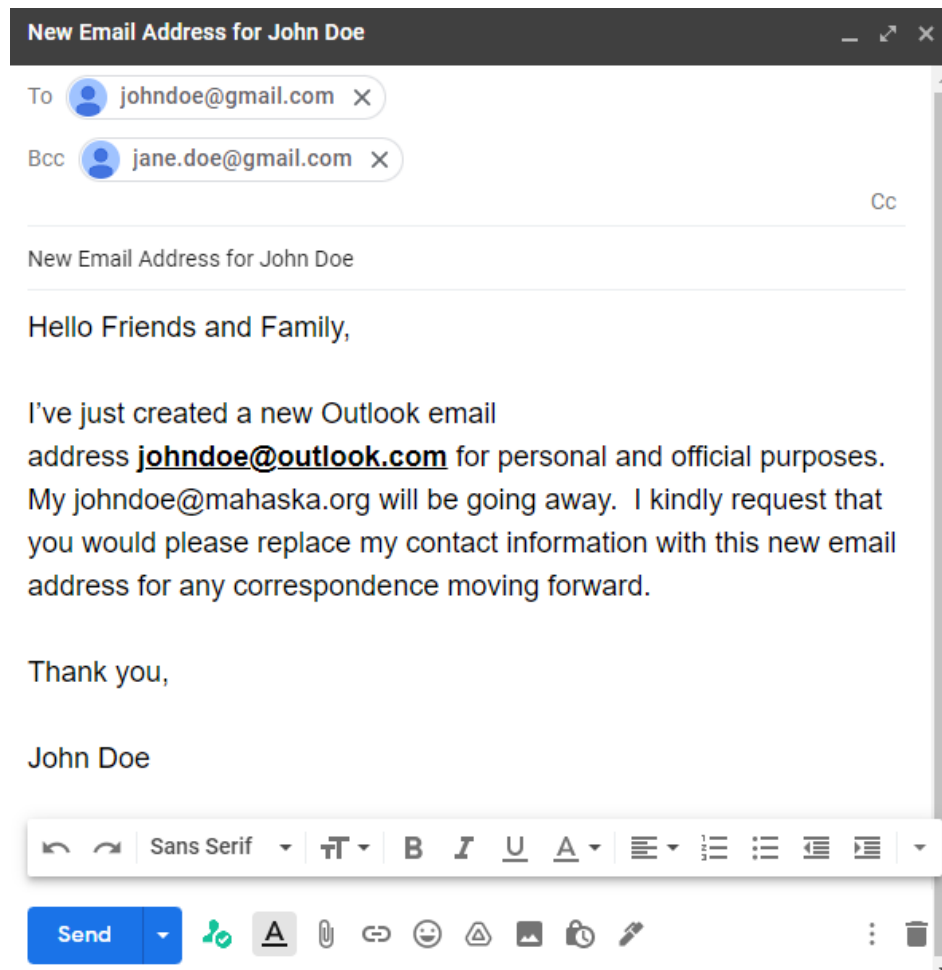 New Email Address for John Doe
To johndoe@gmail.com
Bcc jane.doe@gmail.com
Cc
New Email Address for John Doe
Hello Friends and Family,
I’ve just created a new Outlook email
address johndoe@outlook.com for personal and official purposes.
My johndoe@mahaska.org will be going away.  I kindly request that
you would please replace my contact information with this new email
address for any correspondence moving forward.
Thank you,
John Doe
Sans Serif B I U A
Send A